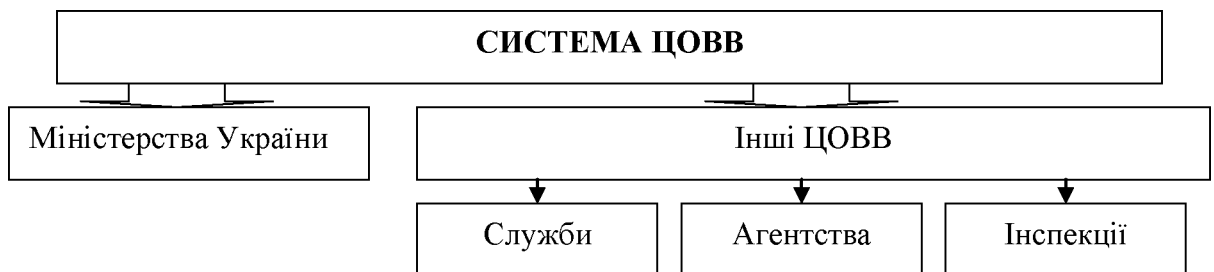 СИСТЕМА ЦОВВ
Міністерства України
Інші ЦОВВ
Служби
Агентства
Інспекції